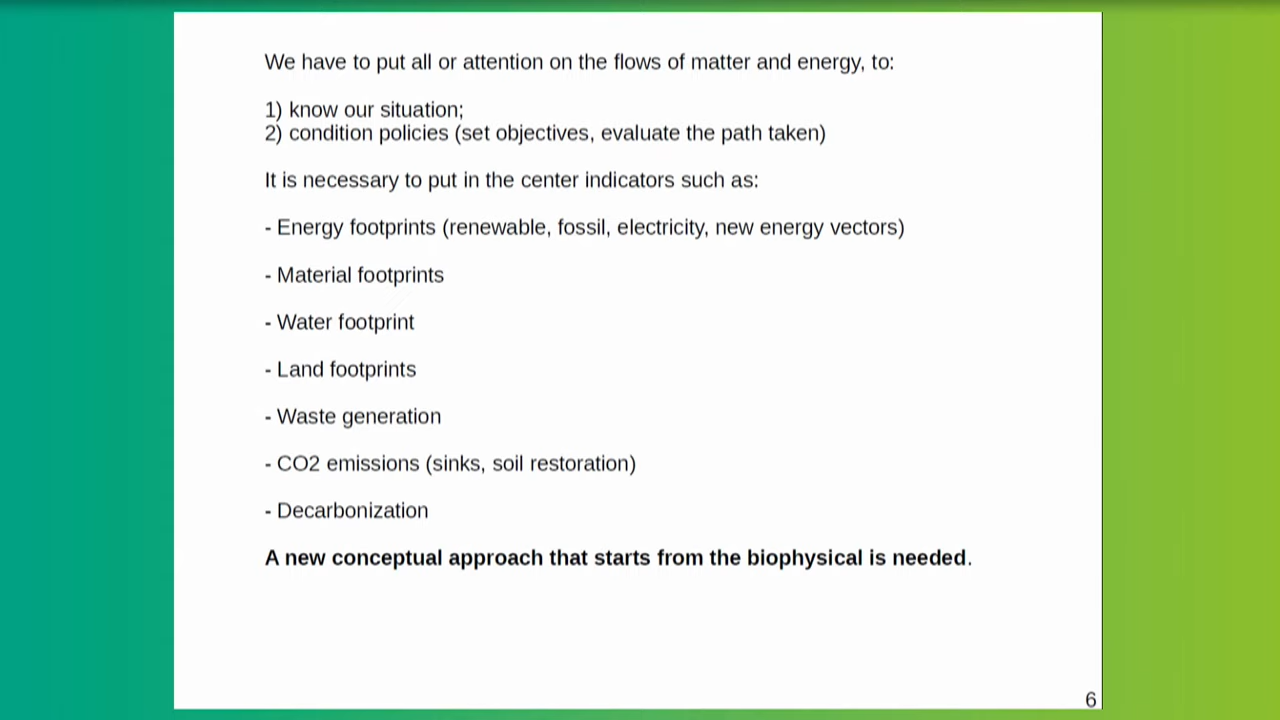 We have to put all or attention on the flows of matter and energy, to:
1) know our situation;
2) condition policies (set objectives, evaluate the path taken)
It is necessary to put in the center indicators such as:
- Energy footprints (renewable, fossil, electricity, new energy vectors)
- Material footprints
- Water footprint
- Land footprints
- Waste generation
- CO2 emissions (sinks, soil restoration)
- Decarbonization
A new conceptual approach that starts from the biophysical is needed.
6